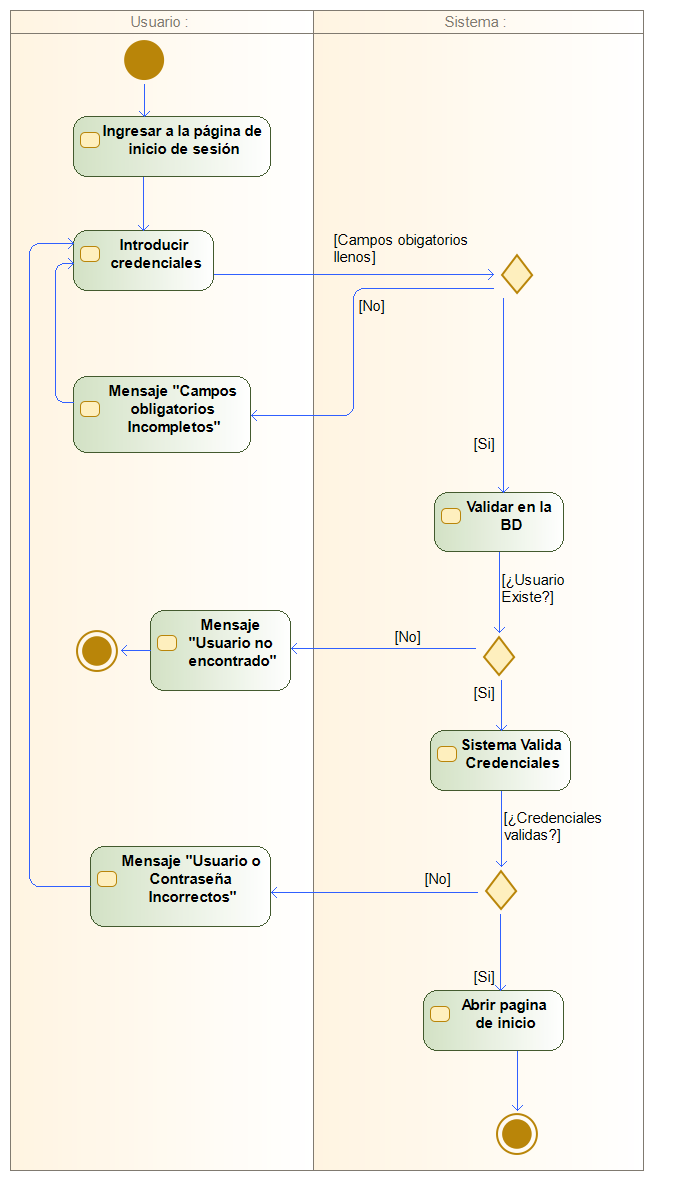 Usuario :
Sistema :
Ingresar a la página de
inicio de sesión
Introducir
credenciales
[Campos obigatorios
llenos]
[No]
Mensaje "Campos
obligatorios
Incompletos"
[Si]
Validar en la
BD
[¿Usuario
Existe?]
Mensaje
"Usuario no
encontrado"
[No]
[Si]
Sistema Valida
Credenciales
[¿Credenciales
validas?]
Mensaje "Usuario o
Contraseña
Incorrectos"
[No]
[Si]
Abrir pagina
de inicio